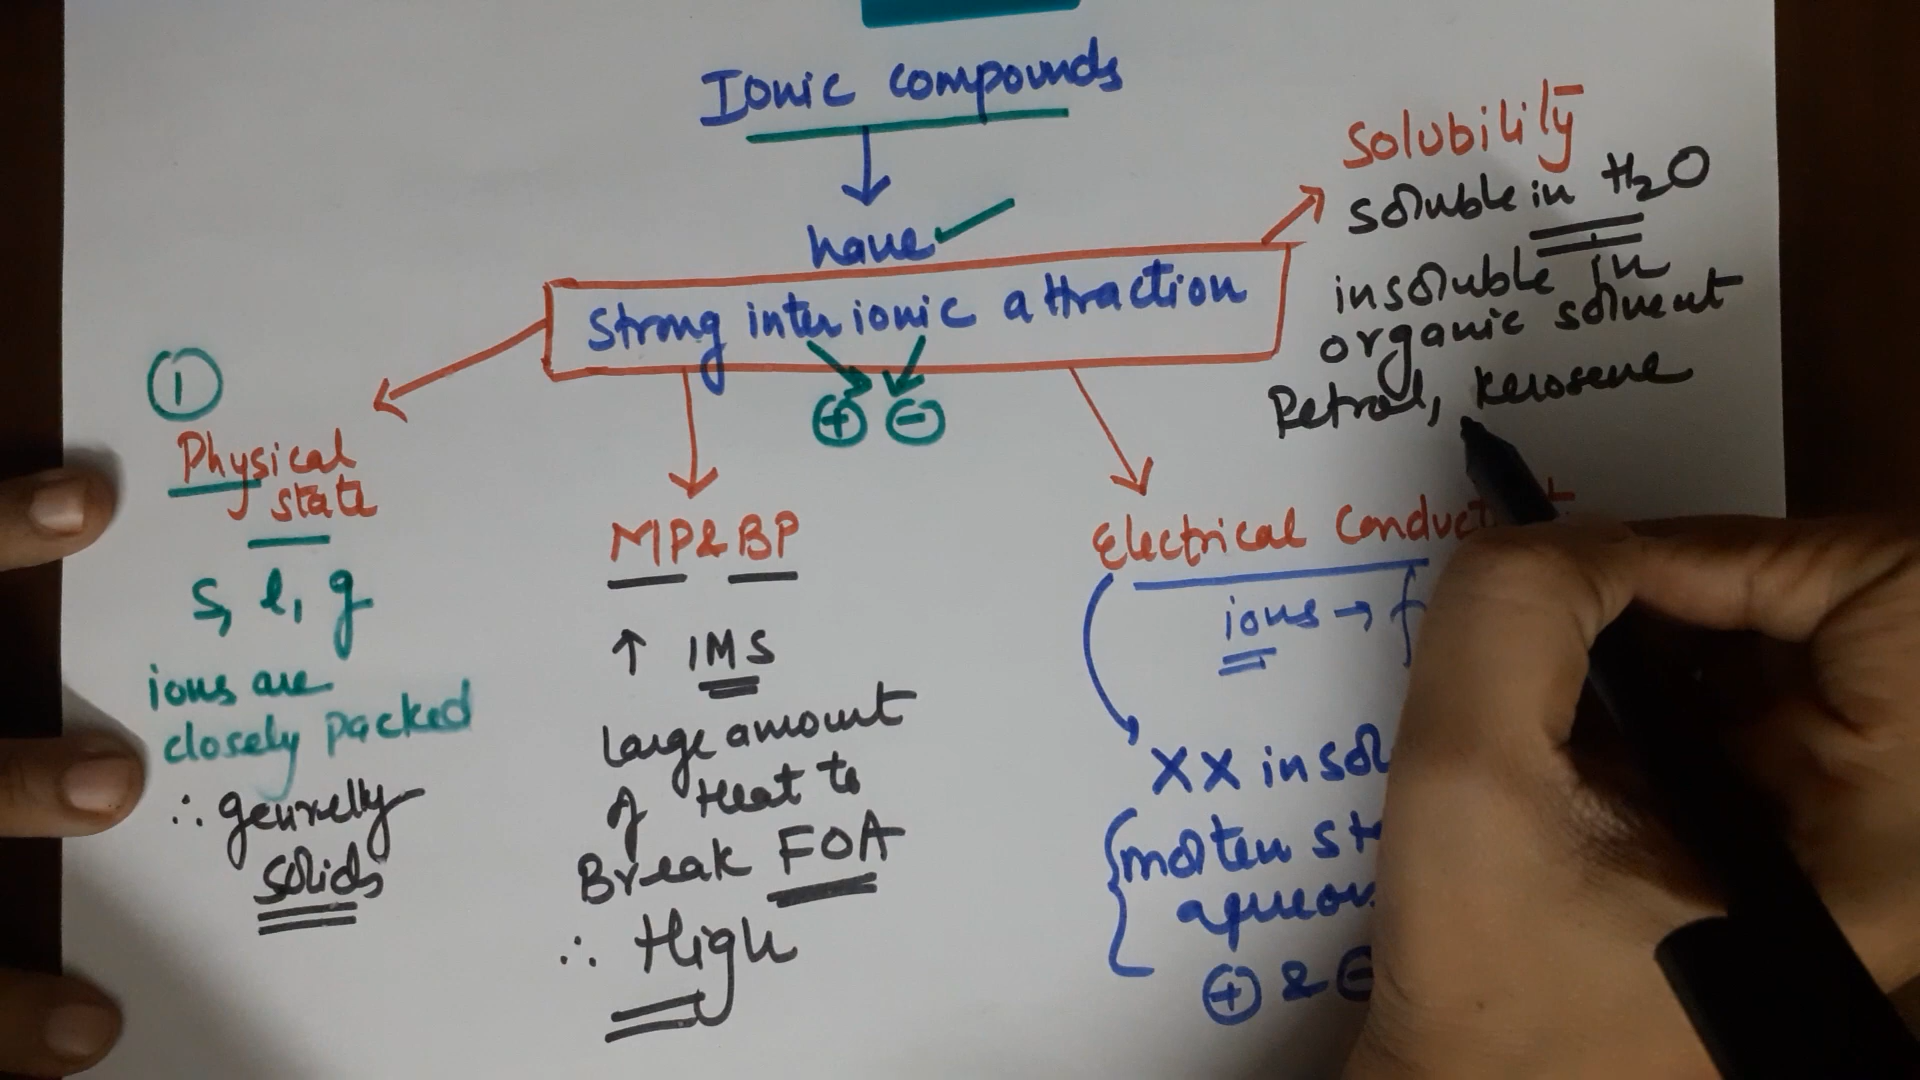 Ionic compounds
have
Strong inter ionic attraction
+ -
1
Physical
state
s, l, g
ions are
closely packed
∴ genrelly
solids
MP & BP
↑ IMS
Large amount
of Heat to
Break FOA
∴ High
Electrical Conduct
ions → f
XX in sol
molten st
aqueou
+ & -
Solubility
soluble in H2O
insoluble in
organic solvent
Petrol, kerosene